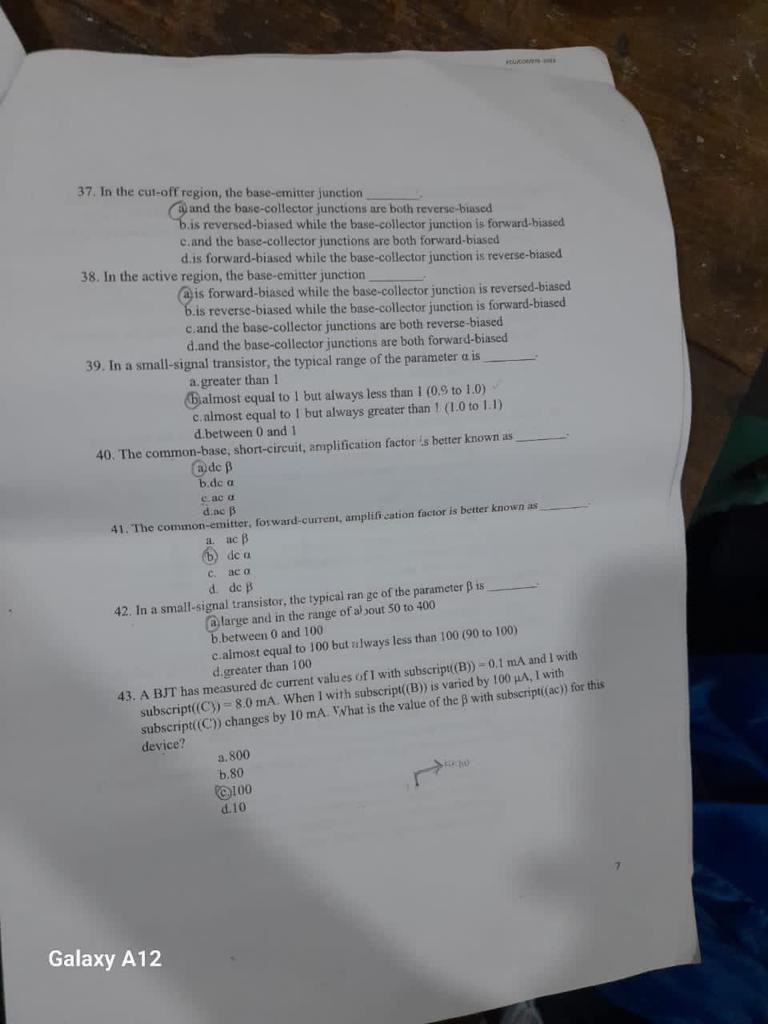 37. In the cut-off region, the base-emitter junction ________.
a.and the base-collector junctions are both reverse-biased
b.is reversed-biased while the base-collector junction is forward-biased
c.and the base-collector junctions are both forward-biased
d.is forward-biased while the base-collector junction is reverse-biased
38. In the active region, the base-emitter junction ________.
a.is forward-biased while the base-collector junction is reversed-biased
b.is reverse-biased while the base-collector junction is forward-biased
c.and the base-collector junctions are both reverse-biased
d.and the base-collector junctions are both forward-biased
39. In a small-signal transistor, the typical range of the parameter α is ________.
a.greater than 1
b.almost equal to 1 but always less than 1 (0.9 to 1.0)
c.almost equal to 1 but always greater than 1 (1.0 to 1.1)
d.between 0 and 1
40. The common-base, short-circuit, amplification factor is better known as ________.
a.dc β
b.dc α
c.ac α
d.ac β
41. The common-emitter, forward-current, amplification factor is better known as ________.
a. ac β
b. dc α
c. ac α
d. dc β
42. In a small-signal transistor, the typical range of the parameter β is ________.
a.large and in the range of about 50 to 400
b.between 0 and 100
c.almost equal to 100 but always less than 100 (90 to 100)
d.greater than 100
43. A BJT has measured dc current values of I with subscript((B)) = 0.1 mA and I with
subscript((C)) = 8.0 mA. When I with subscript((B)) is varied by 100 μA, I with
subscript((C)) changes by 10 mA. What is the value of the β with subscript((ac)) for this
device?
a.800
b.80
c.100
d.10
7
Galaxy A12